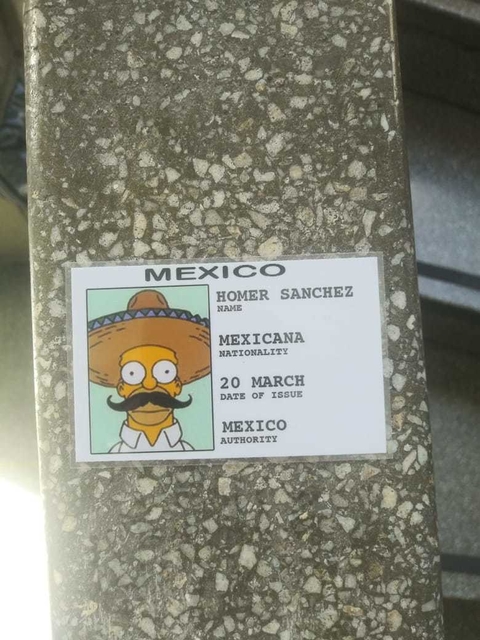 MEXICO
HOMER SANCHEZ
NAME
MEXICANA
NATIONALITY
20 MARCH
DATE OF ISSUE
MEXICO
AUTHORITY